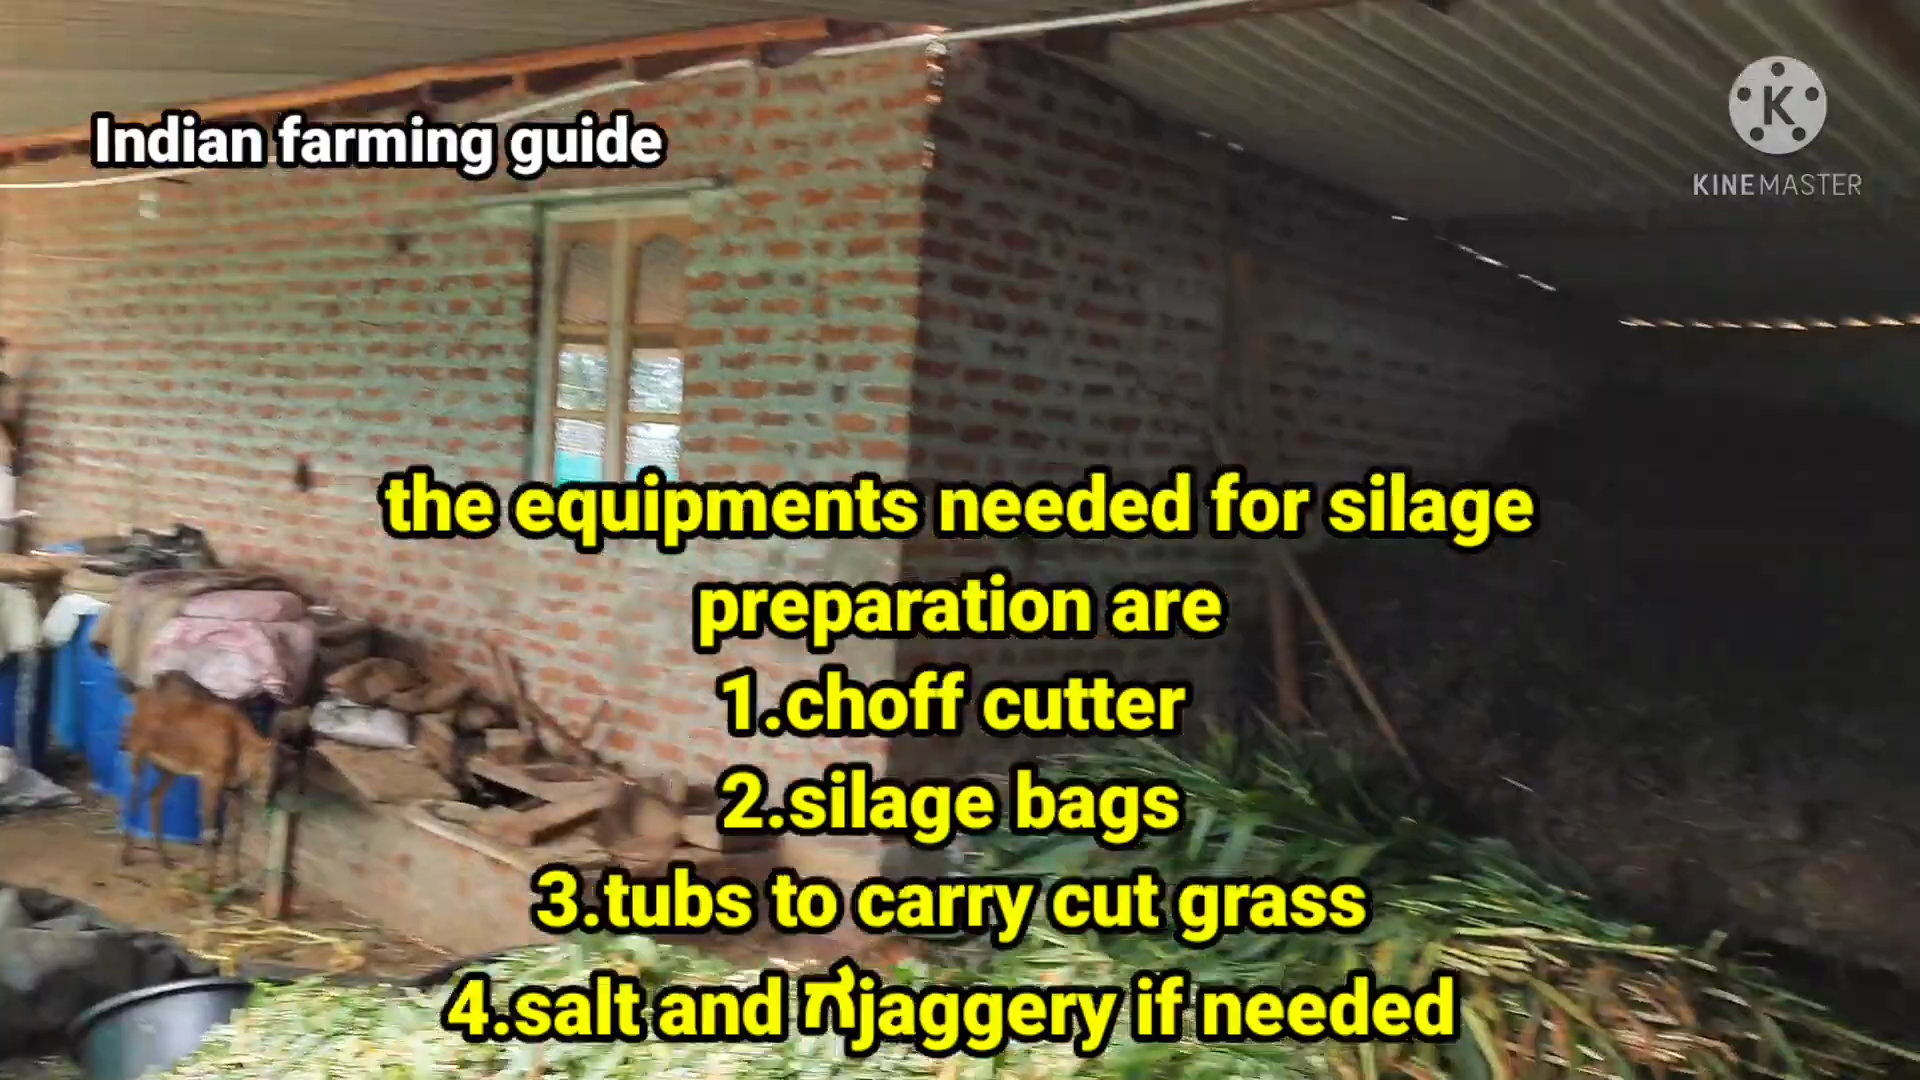 Indian farming guide
K
KINEMASTER
the equipments needed for silage
preparation are
1.choff cutter
2.silage bags
3.tubs to carry cut grass
4.salt and ಗjaggery if needed